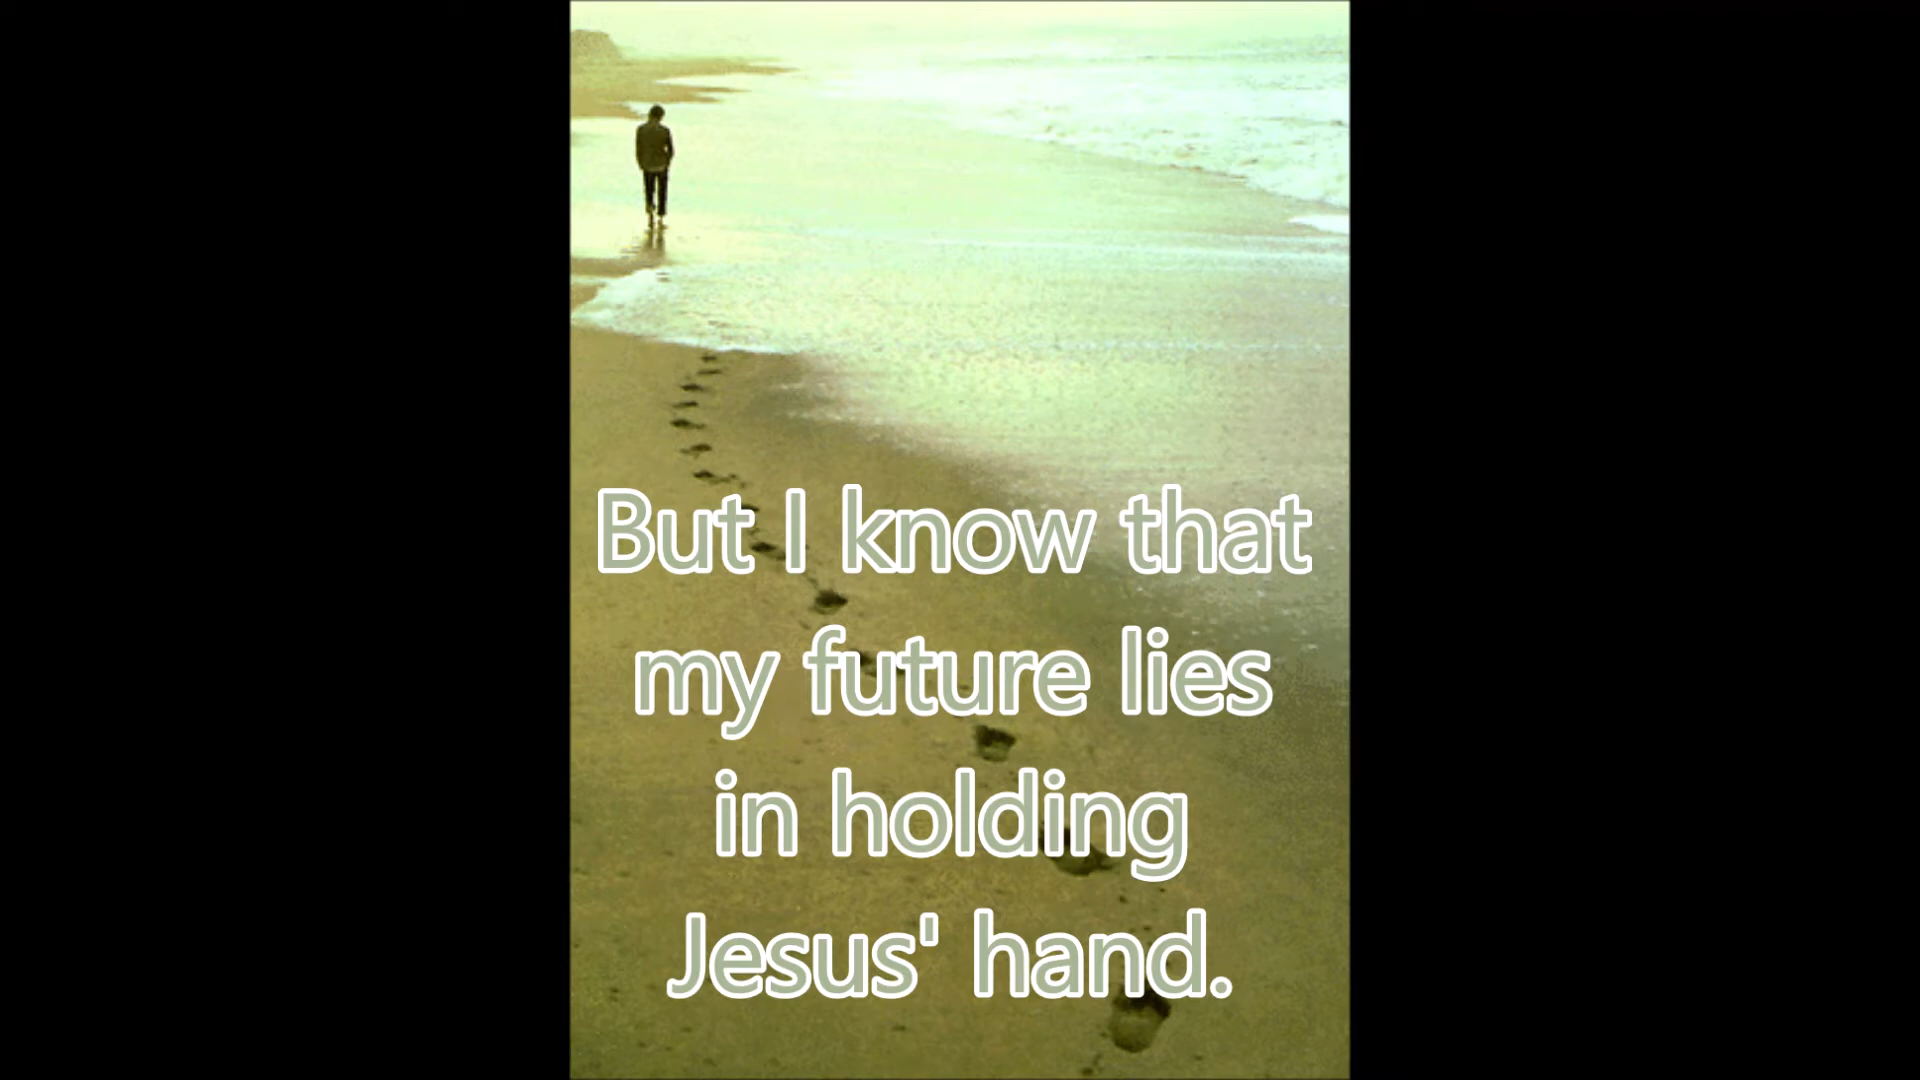 But I know that
my future lies
in holding
Jesus' hand.